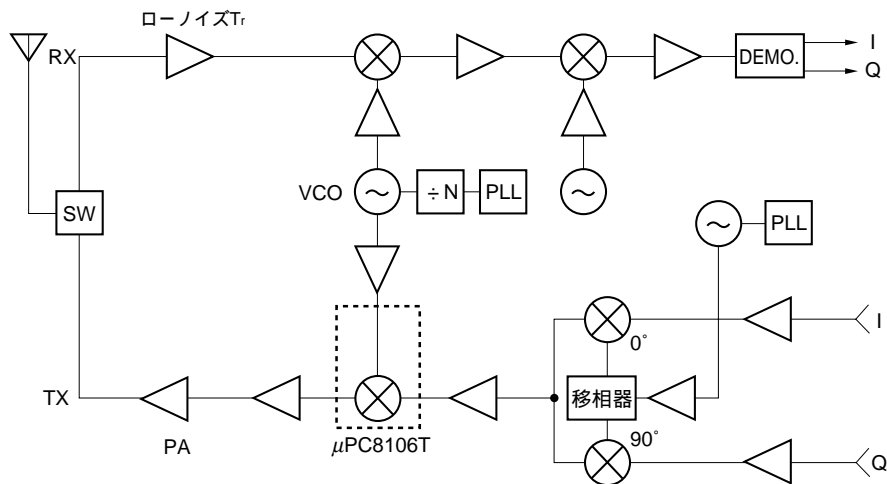 ローノイズTr
RX
DEMO.
I
Q
VCO
÷N
PLL
SW
PLL
0°
I
移相器
TX
PA
μPC8106T
90°
Q